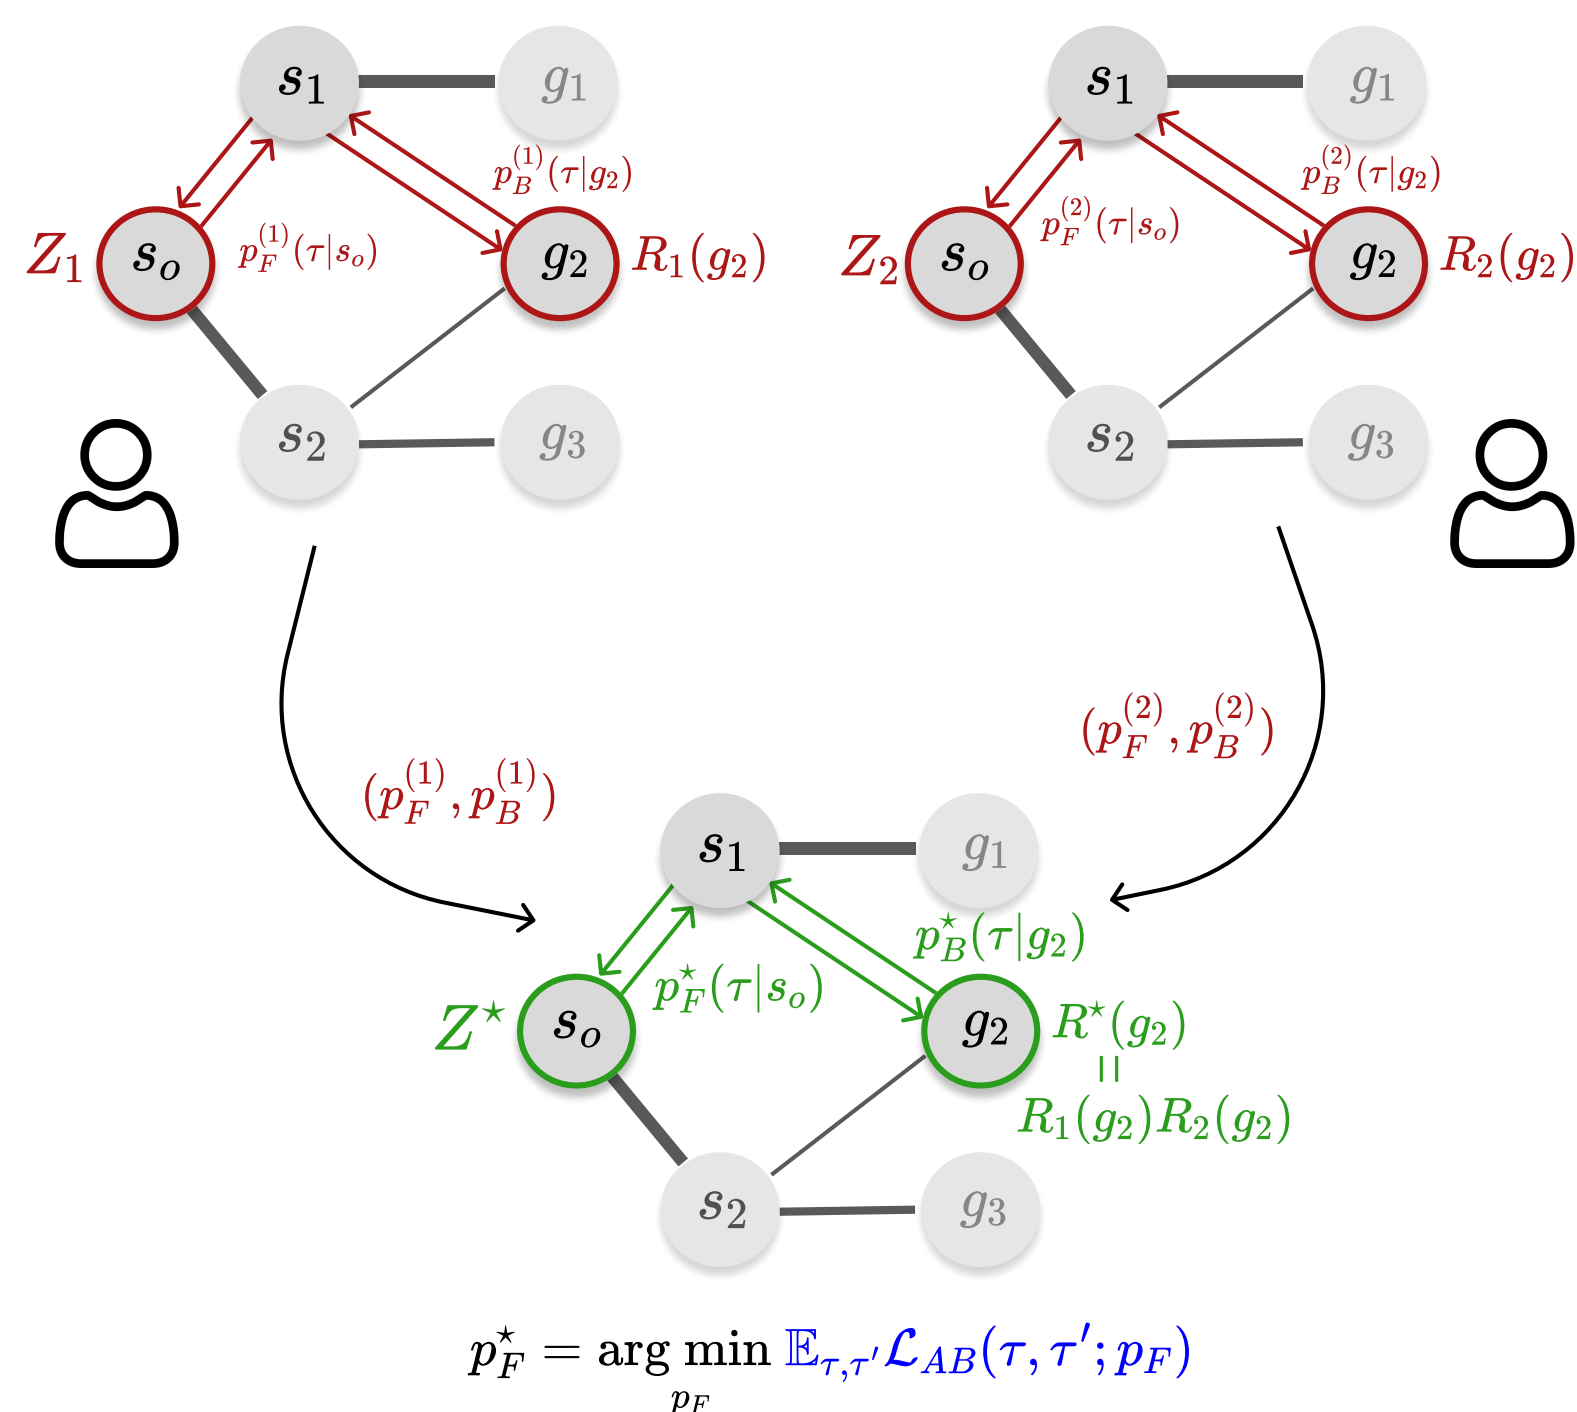 s₁ g₁
p_B^{(1)}(τ|g₂)
Z₁ s_o p_F^{(1)}(τ|s_o) g₂ R₁(g₂)
s₂ g₃
s₁ g₁
p_B^{(2)}(τ|g₂)
Z₂ s_o p_F^{(2)}(τ|s_o) g₂ R₂(g₂)
s₂ g₃
(p_F^{(1)}, p_B^{(1)})
(p_F^{(2)}, p_B^{(2)})
s₁ g₁
p_B^⋆(τ|g₂)
p_F^⋆(τ|s_o)
Z^⋆ s_o g₂ R^⋆(g₂)
=
R₁(g₂)R₂(g₂)
s₂ g₃
p_F^⋆ = arg min_{p_F} 𝔼_{τ,τ′} ℒ_{AB}(τ, τ′; p_F)